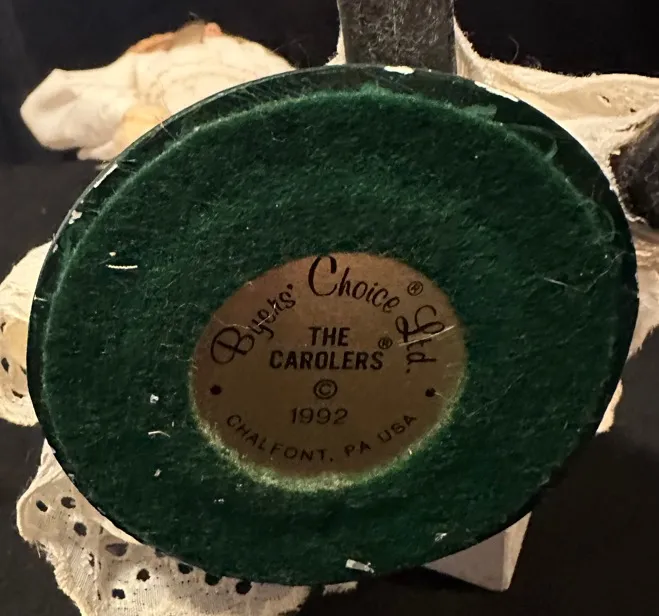 Byers' Choice® Ltd.
THE
CAROLERS®
©
1992
CHALFONT, PA USA